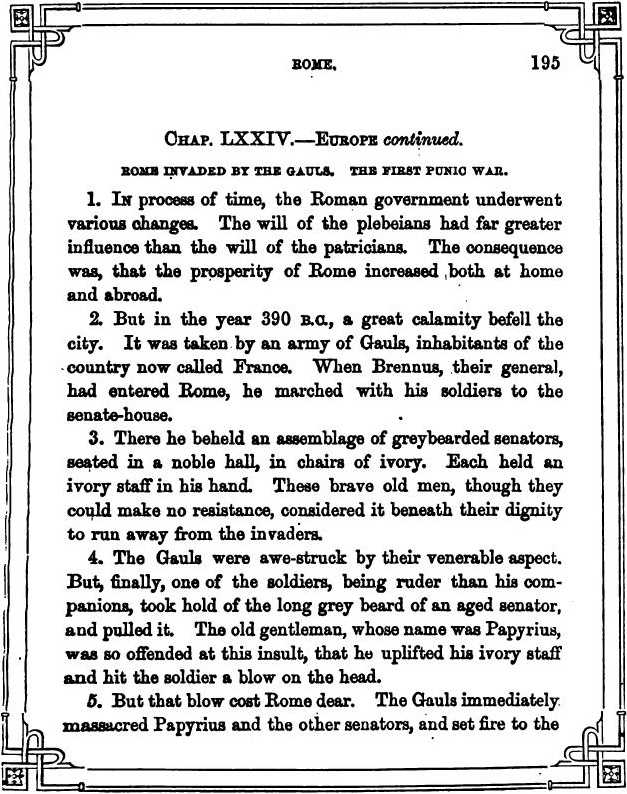 ROME.
195
CHAP. LXXIV.—EUROPE continued.
ROME INVADED BY THE GAULS. THE FIRST PUNIC WAR.
1. IN process of time, the Roman government underwent
various changes. The will of the plebeians had far greater
influence than the will of the patricians. The consequence
was, that the prosperity of Rome increased both at home
and abroad.
2. But in the year 390 B.C., a great calamity befell the
city. It was taken by an army of Gauls, inhabitants of the
country now called France. When Brennus, their general,
had entered Rome, he marched with his soldiers to the
senate-house.
3. There he beheld an assemblage of greybearded senators,
seated in a noble hall, in chairs of ivory. Each held an
ivory staff in his hand. These brave old men, though they
could make no resistance, considered it beneath their dignity
to run away from the invaders.
4. The Gauls were awe-struck by their venerable aspect.
But, finally, one of the soldiers, being ruder than his com-
panions, took hold of the long grey beard of an aged senator,
and pulled it. The old gentleman, whose name was Papyrius,
was so offended at this insult, that he uplifted his ivory staff
and hit the soldier a blow on the head.
5. But that blow cost Rome dear. The Gauls immediately
massacred Papyrius and the other senators, and set fire to the